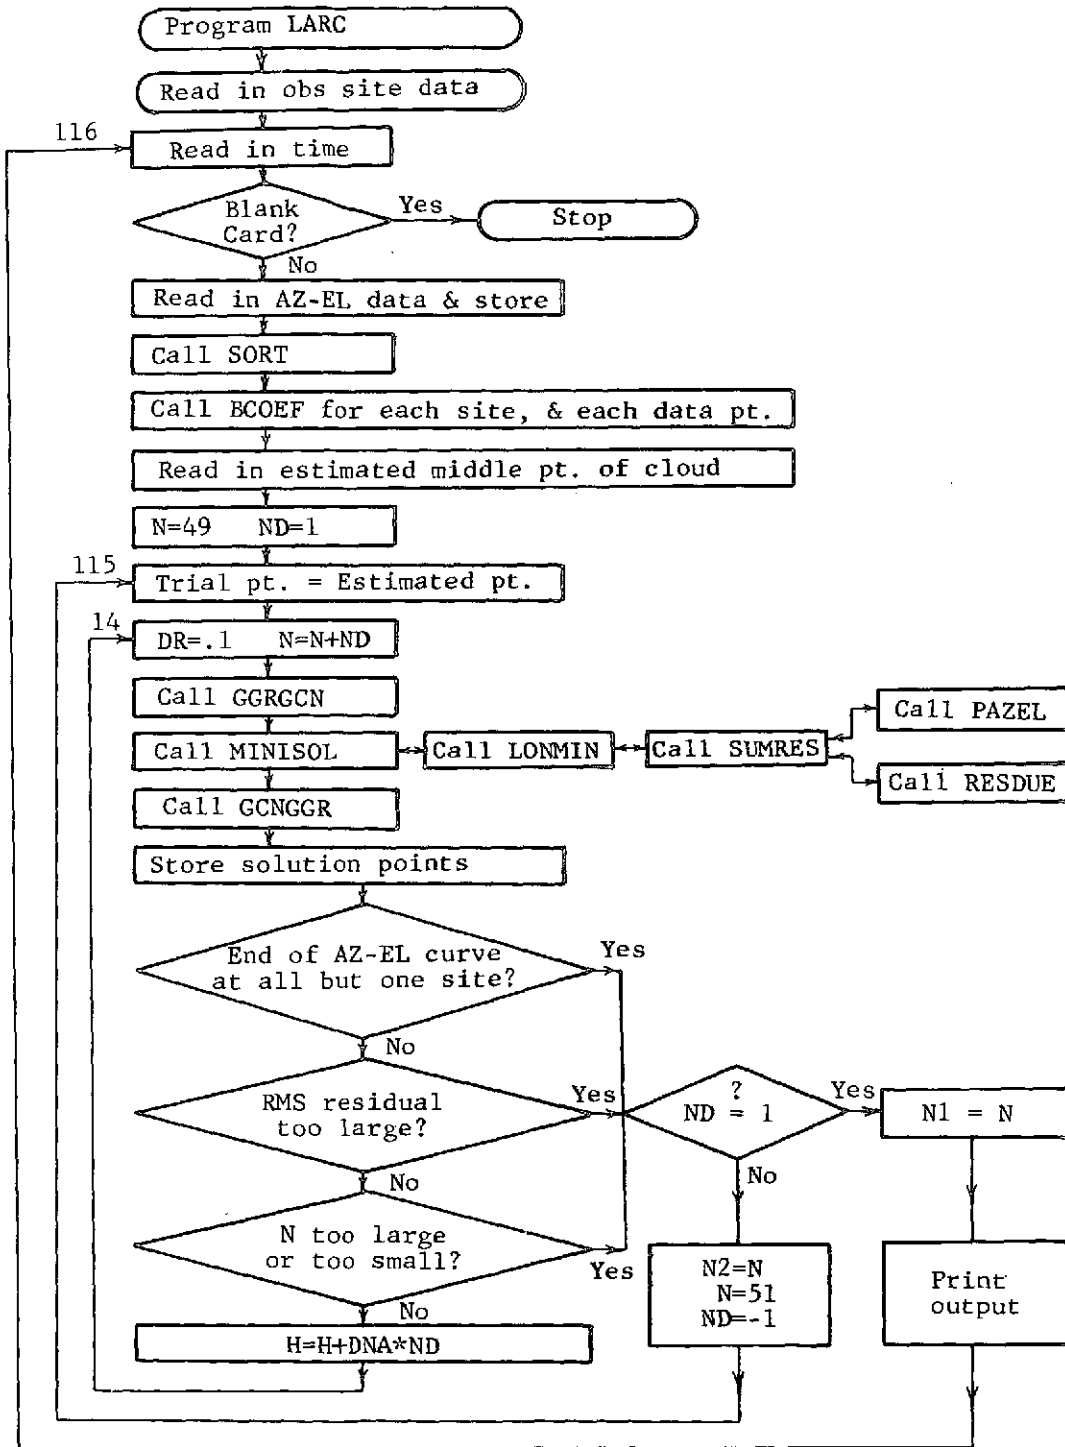 Program LARC
Read in obs site data
116
Read in time
Blank
Card?
Yes
Stop
No
Read in AZ-EL data & store
Call SORT
Call BCOEF for each site, & each data pt.
Read in estimated middle pt. of cloud
N=49 ND=1
115
Trial pt. = Estimated pt.
14
DR=.1 N=N+ND
Call GGRGCN
Call MINISOL
Call LONMIN
Call SUMRES
Call PAZEL
Call RESDUE
Call GCNGGR
Store solution points
End of AZ-EL curve
at all but one site?
Yes
No
RMS residual
too large?
Yes
?
ND = 1
Yes
N1 = N
No
No
N too large
or too small?
Yes
N2=N
N=51
ND=-1
Print
output
No
H=H+DNA*ND